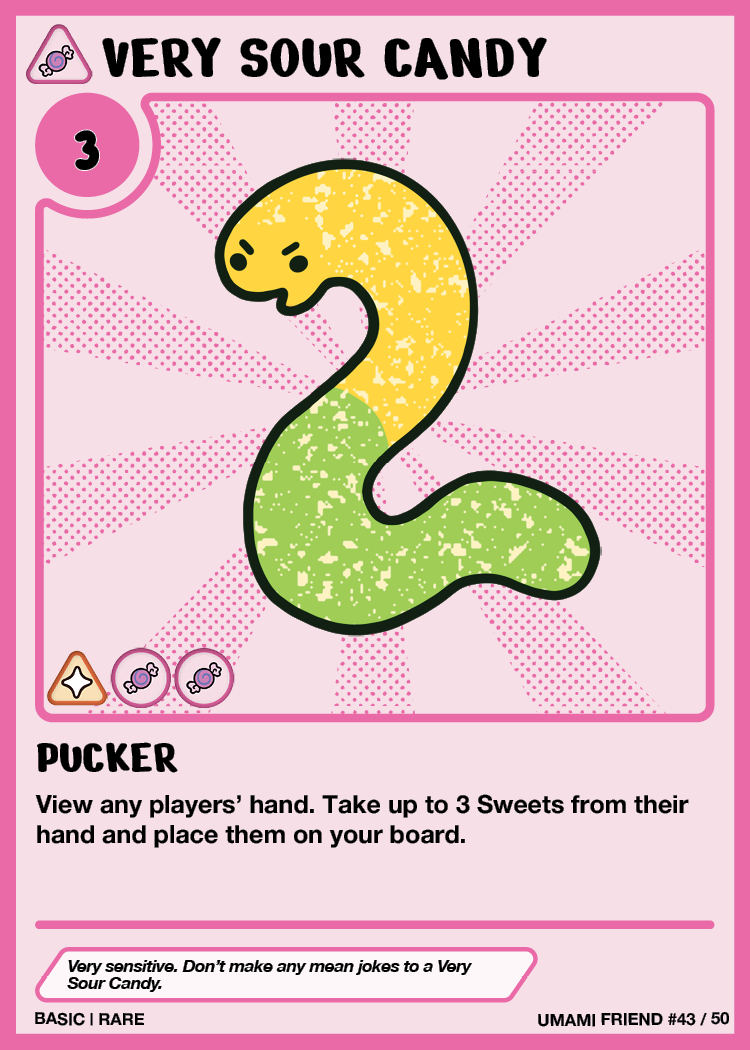 VERY SOUR CANDY
3
PUCKER
View any players’ hand. Take up to 3 Sweets from their
hand and place them on your board.
Very sensitive. Don’t make any mean jokes to a Very
Sour Candy.
BASIC | RARE
UMAMI FRIEND #43 / 50